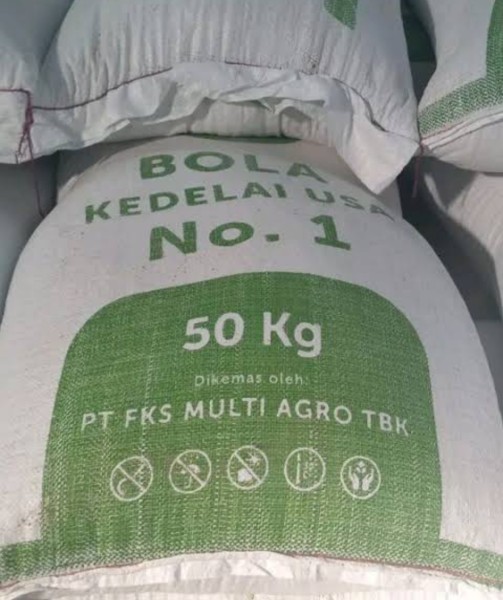 BOLA
KEDELAI USA
No. 1
50 Kg
Dikemas oleh:
PT FKS MULTI AGRO TBK